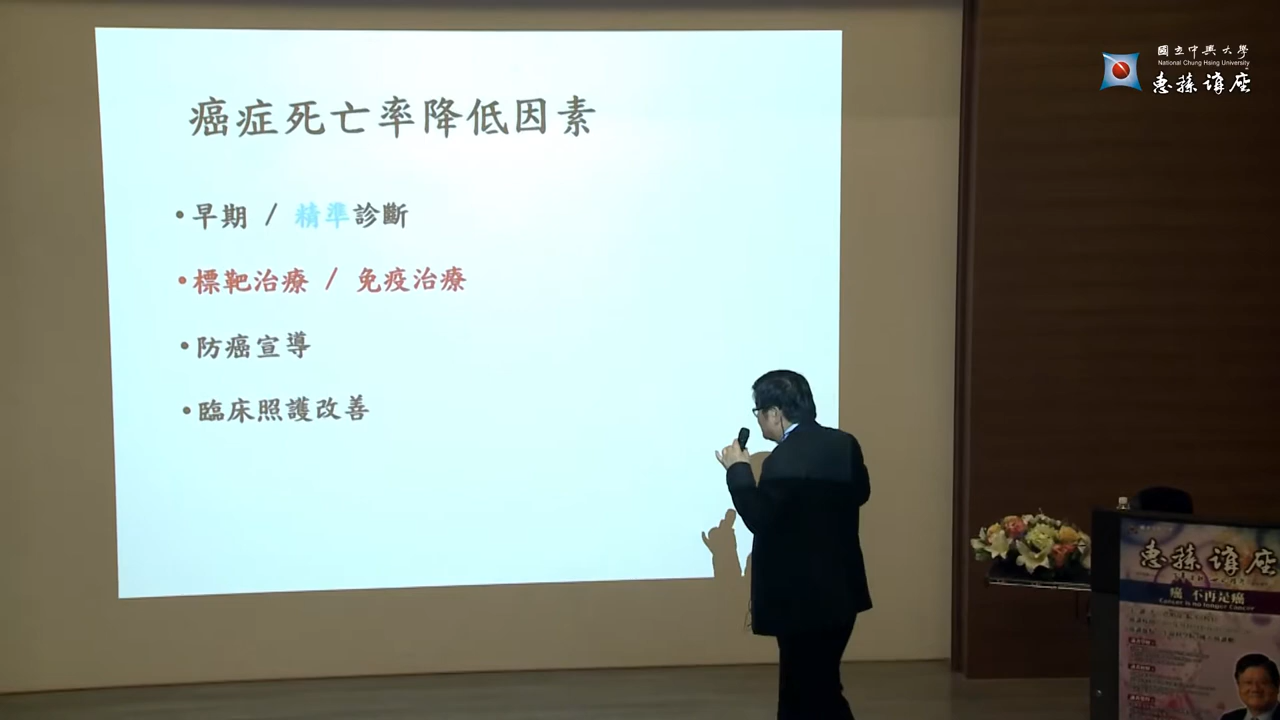 國立中興大學
National Chung Hsing University
惠蓀講座
癌症死亡率降低因素
•早期 / 精準診斷
•標靶治療 / 免疫治療
•防癌宣導
•臨床照護改善
惠蓀講座
癌 不再是癌
Cancer is no longer Cancer